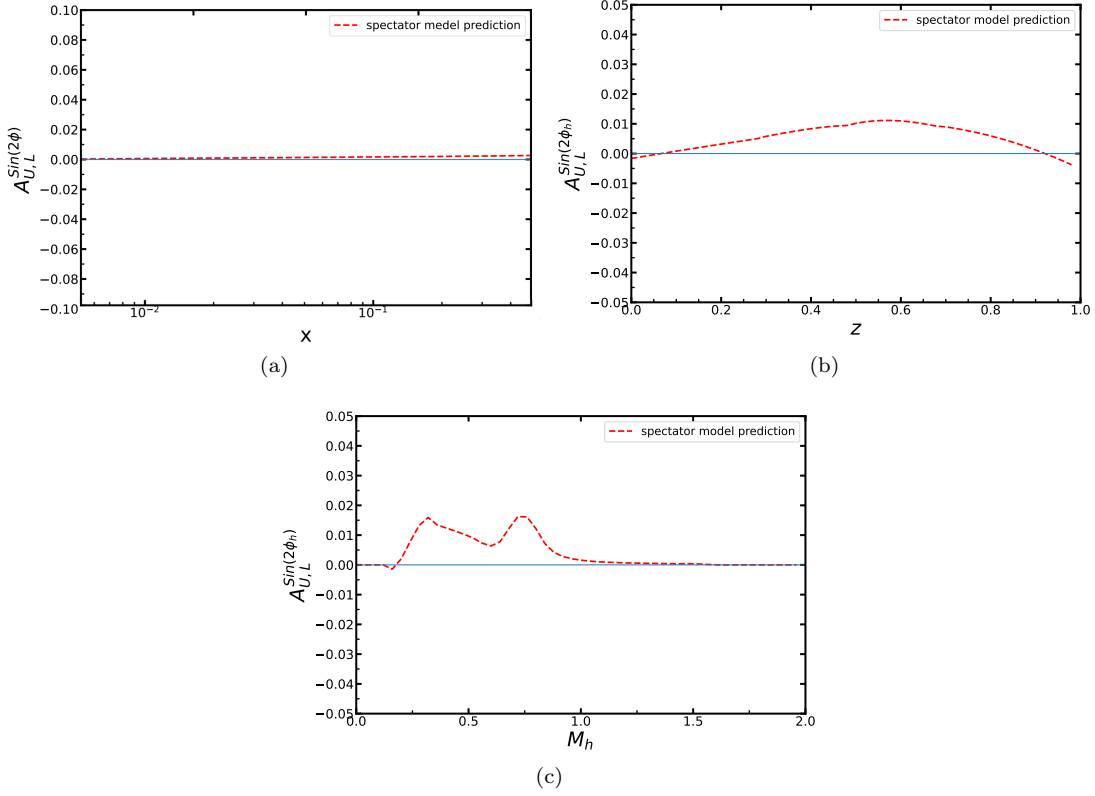 0.10
0.08
0.06
0.04
0.02
0.00
−0.02
−0.04
−0.06
−0.08
−0.10
A_{U,L}^{Sin(2ϕ)}
spectator medel prediction
10^{−2}
10^{−1}
x
(a)
0.05
0.04
0.03
0.02
0.01
0.00
−0.01
−0.02
−0.03
−0.04
−0.05
A_{U,L}^{Sin(2ϕ_h)}
spectator model prediction
0.0 0.2 0.4 0.6 0.8 1.0
z
(b)
0.05
0.04
0.03
0.02
0.01
0.00
−0.01
−0.02
−0.03
−0.04
−0.05
A_{U,L}^{Sin(2ϕ_h)}
spectator model prediction
0.0 0.5 1.0 1.5 2.0
M_h
(c)